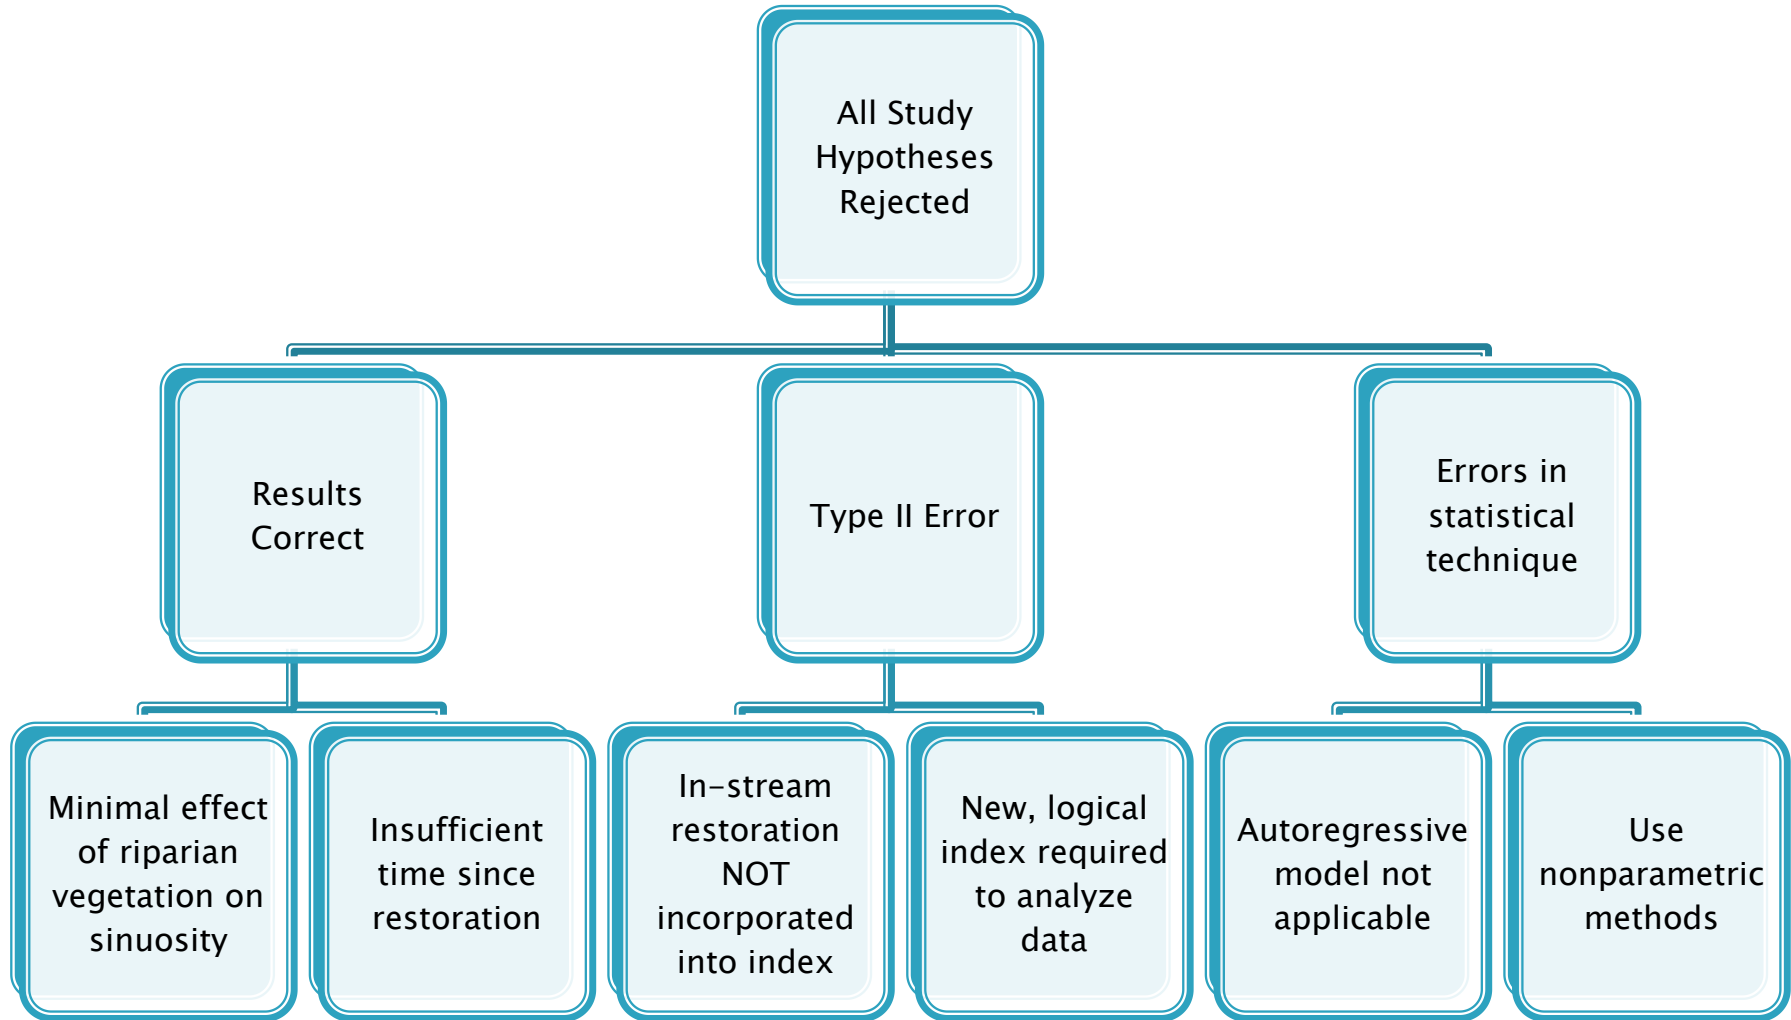 All Study
Hypotheses
Rejected
Results
Correct
Type II Error
Errors in
statistical
technique
Minimal effect
of riparian
vegetation on
sinuosity
Insufficient
time since
restoration
In-stream
restoration
NOT
incorporated
into index
New, logical
index required
to analyze
data
Autoregressive
model not
applicable
Use
nonparametric
methods